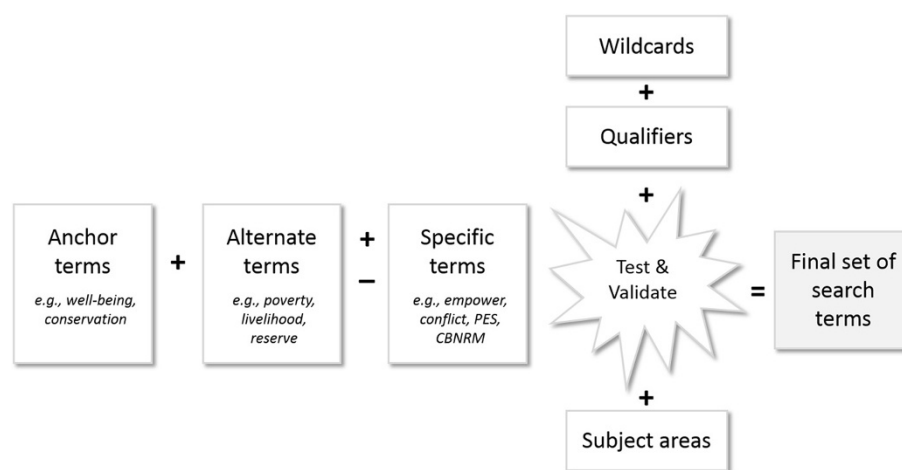 Wildcards
+
Qualifiers
+
Anchor
terms
e.g., well-being,
conservation
+
Alternate
terms
e.g., poverty,
livelihood,
reserve
+
–
Specific
terms
e.g., empower,
conflict, PES,
CBNRM
Test &
Validate
=
Final set of
search
terms
+
Subject areas